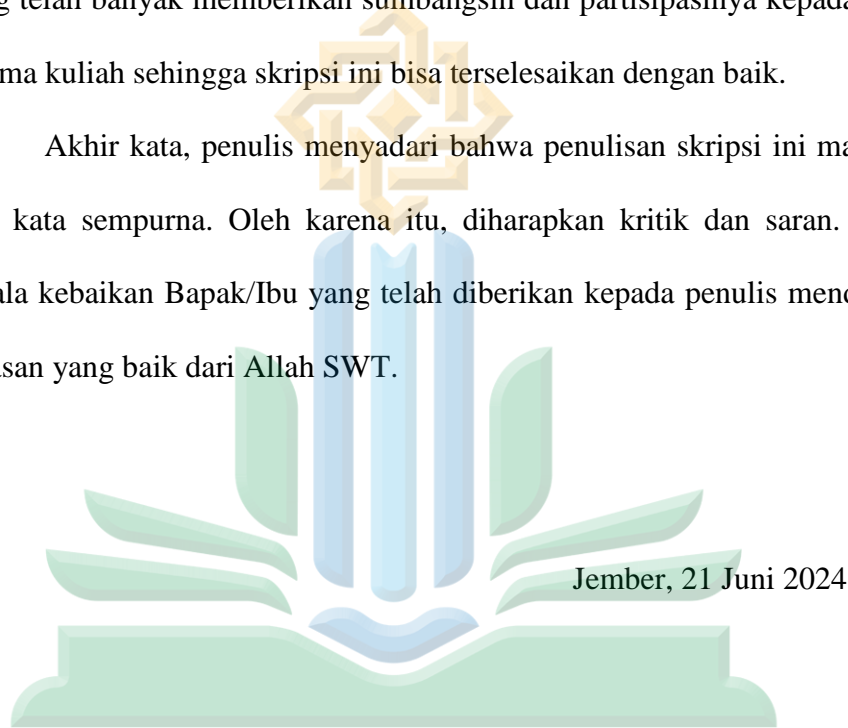 telah banyak memberikan sumbangsih dan partisipasinya kepada
ma kuliah sehingga skripsi ini bisa terselesaikan dengan baik.
Akhir kata, penulis menyadari bahwa penulisan skripsi ini ma
kata sempurna. Oleh karena itu, diharapkan kritik dan saran.
ala kebaikan Bapak/Ibu yang telah diberikan kepada penulis mend
asan yang baik dari Allah SWT.
Jember, 21 Juni 2024